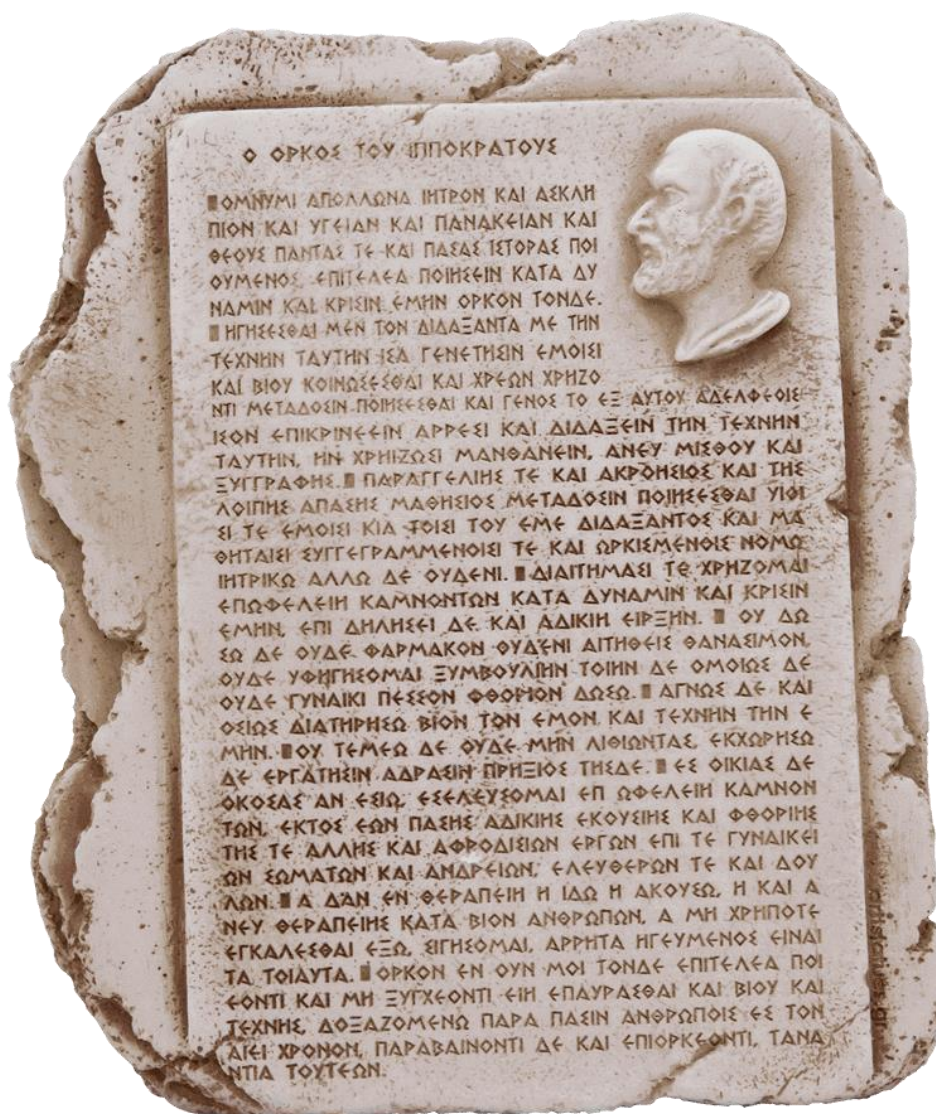 Ο ΟΡΚΟΣ ΤΟΥ ΙΠΠΟΚΡΑΤΟΥΣ
ΟΜΝΥΜΙ ΑΠΟΛΛΩΝΑ ΙΗΤΡΟΝ ΚΑΙ ΑΣΚΛΗ
ΠΙΟΝ ΚΑΙ ΥΓΕΙΑΝ ΚΑΙ ΠΑΝΑΚΕΙΑΝ ΚΑΙ
ΘΕΟΥΣ ΠΑΝΤΑΣ ΤΕ ΚΑΙ ΠΑΣΑΣ ΙΣΤΟΡΑΣ ΠΟΙ
ΟΥΜΕΝΟΣ ΕΠΙΤΕΛΕΑ ΠΟΙΗΣΕΙΝ ΚΑΤΑ ΔΥ
ΝΑΜΙΝ ΚΑΙ ΚΡΙΣΙΝ ΕΜΗΝ ΟΡΚΟΝ ΤΟΝΔΕ.
ΗΓΗΣΕΣΘΑΙ ΜΕΝ ΤΟΝ ΔΙΔΑΞΑΝΤΑ ΜΕ ΤΗΝ
ΤΕΧΝΗΝ ΤΑΥΤΗΝ ΙΣΑ ΓΕΝΕΤΗΣΙΝ ΕΜΟΙΣΙ
ΚΑΙ ΒΙΟΥ ΚΟΙΝΩΣΕΣΘΑΙ ΚΑΙ ΧΡΕΩΝ ΧΡΗΖΟ
ΝΤΙ ΜΕΤΑΔΟΣΙΝ ΠΟΙΗΣΕΣΘΑΙ ΚΑΙ ΓΕΝΟΣ ΤΟ ΕΞ ΑΥΤΟΥ ΑΔΕΛΦΕΟΙΣ
ΙΣΟΝ ΕΠΙΚΡΙΝΕΕΙΝ ΑΡΡΕΣΙ ΚΑΙ ΔΙΔΑΞΕΙΝ ΤΗΝ ΤΕΧΝΗΝ
ΤΑΥΤΗΝ, ΗΝ ΧΡΗΙΖΩΣΙ ΜΑΝΘΑΝΕΙΝ, ΑΝΕΥ ΜΙΣΘΟΥ ΚΑΙ
ΞΥΓΓΡΑΦΗΣ. ΠΑΡΑΓΓΕΛΙΗΣ ΤΕ ΚΑΙ ΑΚΡΟΗΣΙΟΣ ΚΑΙ ΤΗΣ
ΛΟΙΠΗΣ ΑΠΑΣΗΣ ΜΑΘΗΣΙΟΣ ΜΕΤΑΔΟΣΙΝ ΠΟΙΗΣΕΣΘΑΙ ΥΙΟΙ
ΣΙ ΤΕ ΕΜΟΙΣΙ ΚΙΑ ΤΟΙΣΙ ΤΟΥ ΕΜΕ ΔΙΔΑΞΑΝΤΟΣ ΚΑΙ ΜΑ
ΘΗΤΑΙΣΙ ΣΥΓΓΕΓΡΑΜΜΕΝΟΙΣΙ ΤΕ ΚΑΙ ΩΡΚΙΣΜΕΝΟΙΣ ΝΟΜΩ
ΙΗΤΡΙΚΩ ΑΛΛΩ ΔΕ ΟΥΔΕΝΙ. ΔΙΑΙΤΗΜΑΣΙ ΤΕ ΧΡΗΖΟΜΑΙ
ΕΠΩΦΕΛΕΙΗ ΚΑΜΝΟΝΤΩΝ ΚΑΤΑ ΔΥΝΑΜΙΝ ΚΑΙ ΚΡΙΣΙΝ
ΕΜΗΝ, ΕΠΙ ΔΗΛΗΣΕΙ ΔΕ ΚΑΙ ΑΔΙΚΙΗ ΕΙΡΞΗΝ. ΟΥ ΔΩ
ΣΩ ΔΕ ΟΥΔΕ ΦΑΡΜΑΚΟΝ ΟΥΔΕΝΙ ΑΙΤΗΘΕΙΣ ΘΑΝΑΣΙΜΟΝ,
ΟΥΔΕ ΥΦΗΓΗΣΟΜΑΙ ΞΥΜΒΟΥΛΙΗΝ ΤΟΙΗΝ ΔΕ ΟΜΟΙΩΣ ΔΕ
ΟΥΔΕ ΓΥΝΑΙΚΙ ΠΕΣΣΟΝ ΦΘΟΡΙΟΝ ΔΩΣΩ. ΑΓΝΩΣ ΔΕ ΚΑΙ
ΟΣΙΩΣ ΔΙΑΤΗΡΗΣΩ ΒΙΟΝ ΤΟΝ ΕΜΟΝ ΚΑΙ ΤΕΧΝΗΝ ΤΗΝ Ε
ΜΗΝ. ΟΥ ΤΕΜΕΩ ΔΕ ΟΥΔΕ ΜΗΝ ΛΙΘΙΩΝΤΑΣ, ΕΚΧΩΡΗΣΩ
ΔΕ ΕΡΓΑΤΗΣΙΝ ΑΔΡΑΣΙΝ ΠΡΗΞΙΟΣ ΤΗΣΔΕ. ΕΣ ΟΙΚΙΑΣ ΔΕ
ΟΚΟΣΑΣ ΑΝ ΕΣΙΩ, ΕΣΕΛΕΥΣΟΜΑΙ ΕΠ ΩΦΕΛΕΙΗ ΚΑΜΝΟΝ
ΤΩΝ, ΕΚΤΟΣ ΕΩΝ ΠΑΣΗΣ ΑΔΙΚΙΗΣ ΕΚΟΥΣΙΗΣ ΚΑΙ ΦΘΟΡΙΗΣ
ΤΗΣ ΤΕ ΑΛΛΗΣ ΚΑΙ ΑΦΡΟΔΙΣΙΩΝ ΕΡΓΩΝ ΕΠΙ ΤΕ ΓΥΝΑΙΚΕΙ
ΩΝ ΣΩΜΑΤΩΝ ΚΑΙ ΑΝΔΡΕΙΩΝ, ΕΛΕΥΘΕΡΩΝ ΤΕ ΚΑΙ ΔΟΥ
ΛΩΝ. Α ΔΑΝ ΕΝ ΘΕΡΑΠΕΙΗ Η ΙΔΩ Η ΑΚΟΥΣΩ, Η ΚΑΙ Α
ΝΕΥ ΘΕΡΑΠΕΙΗΣ ΚΑΤΑ ΒΙΟΝ ΑΝΘΡΩΠΩΝ, Α ΜΗ ΧΡΗΠΟΤΕ
ΕΓΚΑΛΕΣΘΑΙ ΕΞΩ, ΣΙΓΗΣΟΜΑΙ, ΑΡΡΗΤΑ ΗΓΕΥΜΕΝΟΣ ΕΙΝΑΙ
ΤΑ ΤΟΙΑΥΤΑ. ΟΡΚΟΝ ΕΝ ΟΥΝ ΜΟΙ ΤΟΝΔΕ ΕΠΙΤΕΛΕΑ ΠΟΙ
ΕΟΝΤΙ ΚΑΙ ΜΗ ΞΥΓΧΕΟΝΤΙ ΕΙΗ ΕΠΑΥΡΑΣΘΑΙ ΚΑΙ ΒΙΟΥ ΚΑΙ
ΤΕΧΝΗΣ, ΔΟΞΑΖΟΜΕΝΩ ΠΑΡΑ ΠΑΣΙΝ ΑΝΘΡΩΠΟΙΣ ΕΣ ΤΟΝ
ΑΙΕΙ ΧΡΟΝΟΝ, ΠΑΡΑΒΑΙΝΟΝΤΙ ΔΕ ΚΑΙ ΕΠΙΟΡΚΕΟΝΤΙ, ΤΑΝΑ
ΝΤΙΑ ΤΟΥΤΕΩΝ.